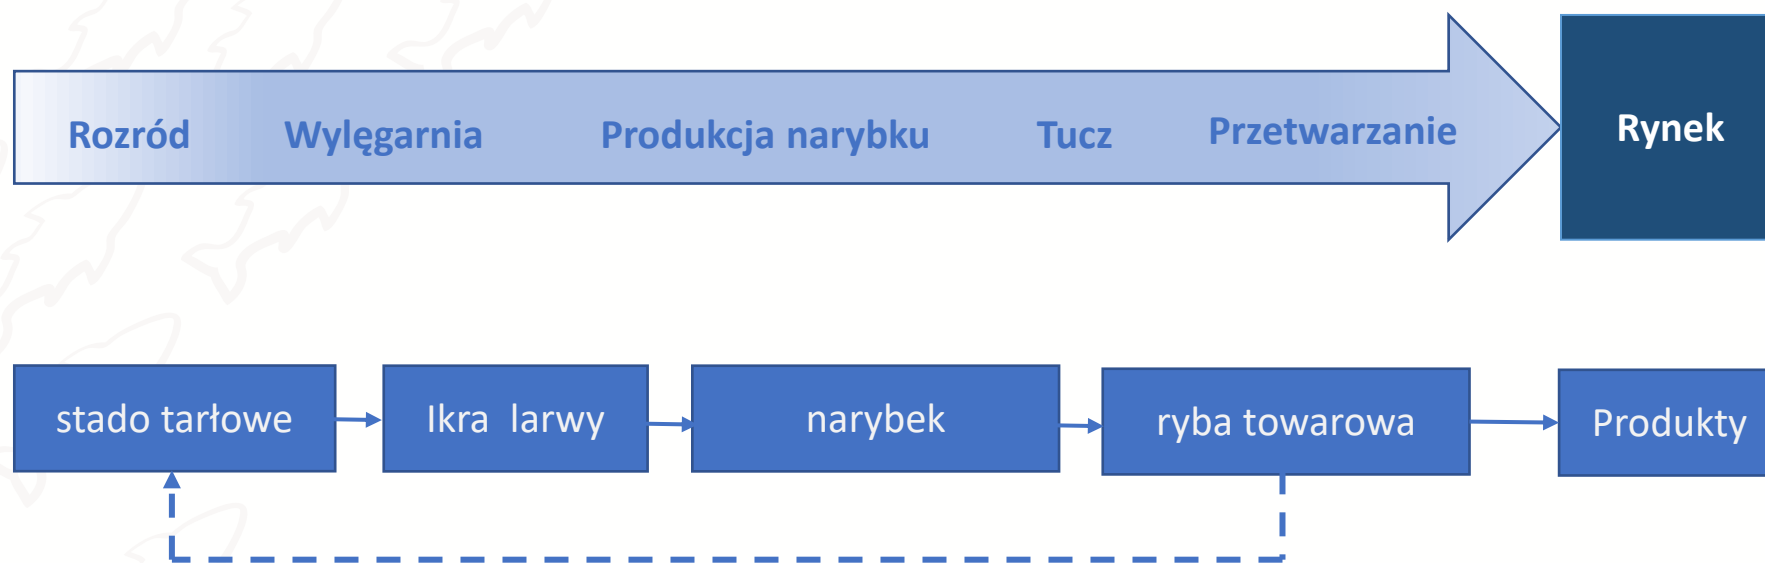 Rozród Wylęgarnia Produkcja narybku Tucz Przetwarzanie Rynek
stado tarłowe Ikra larwy narybek ryba towarowa Produkty